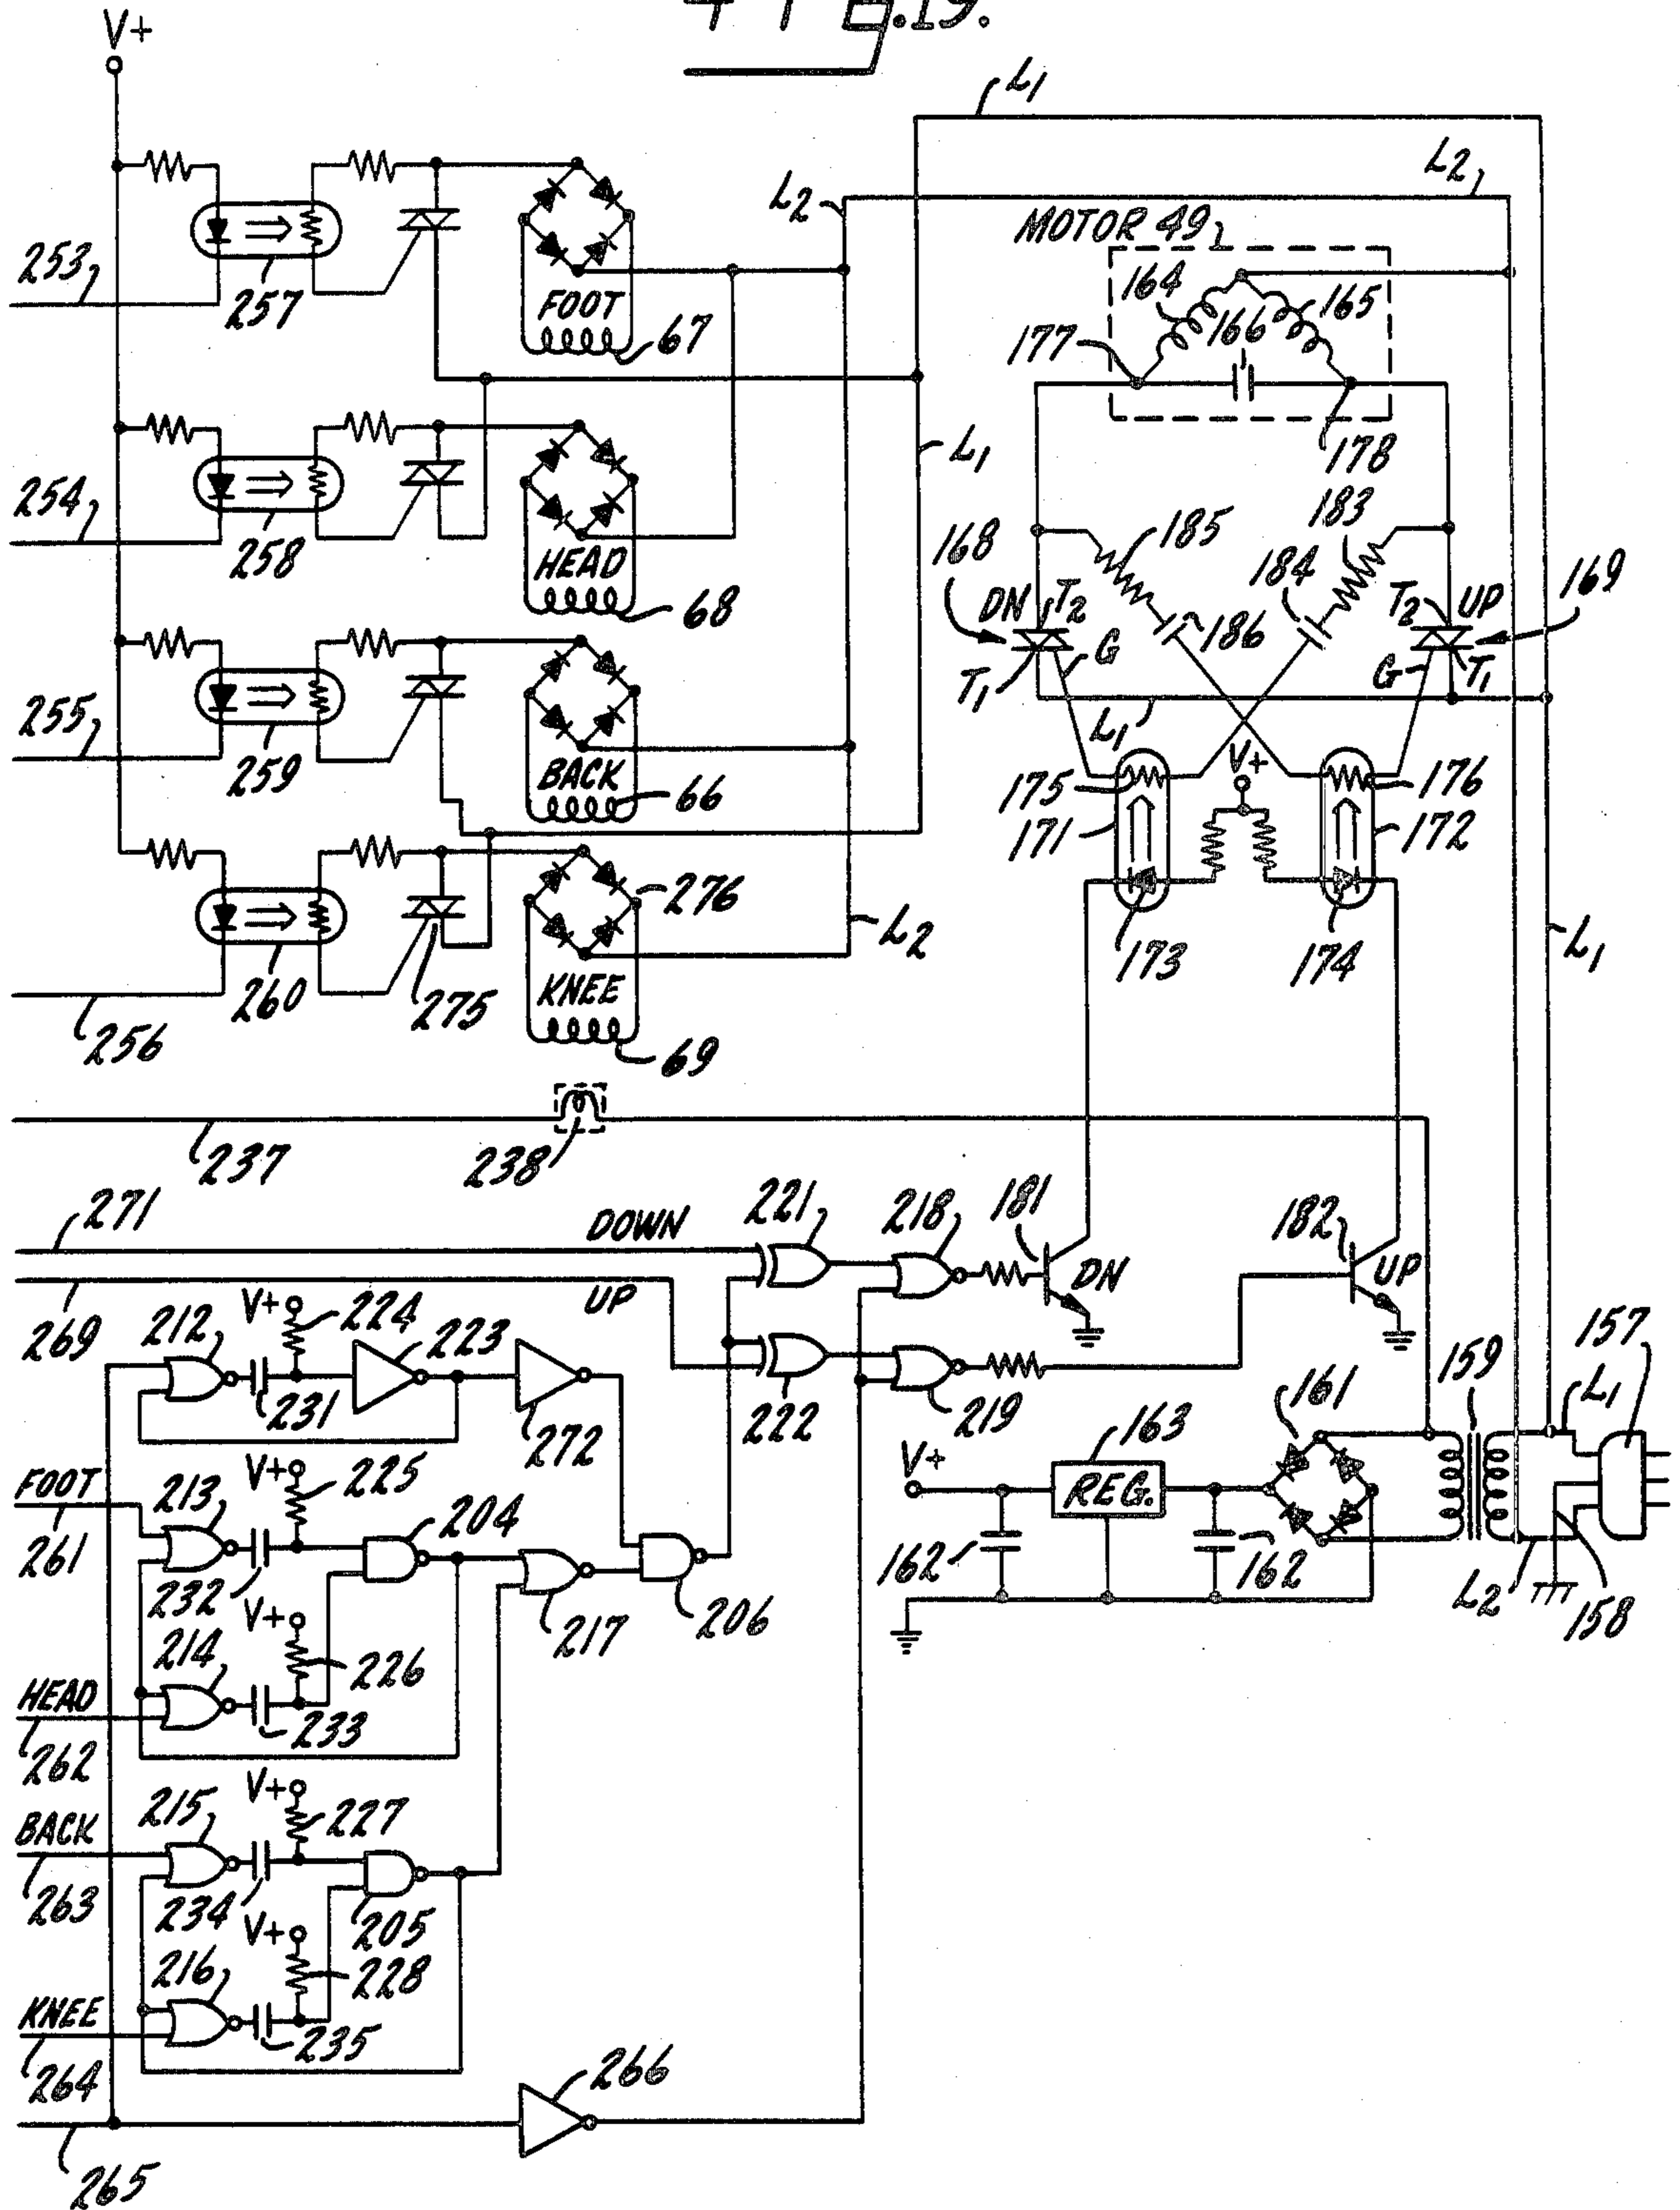 Fig. 19.
V+
L1
L2
L2
MOTOR 49
164
165
166
177
178
253
257
FOOT
67
254
258
HEAD
68
L1
168
185
183
184
169
DN
T2
T2
UP
186
G
T1
G
T1
L1
255
259
BACK
66
175
171
V+
176
172
276
L2
173
174
L1
256
260
275
KNEE
69
237
238
271
DOWN
221
218
181
182
DN
UP
269
UP
212
V+
224
223
222
219
159
157
L1
231
272
161
FOOT
V+
225
V+
163
REG.
213
204
261
232
162
162
L2
158
V+
217
206
214
226
HEAD
233
262
V+
215
227
BACK
263
234
V+
205
216
228
KNEE
235
264
266
265